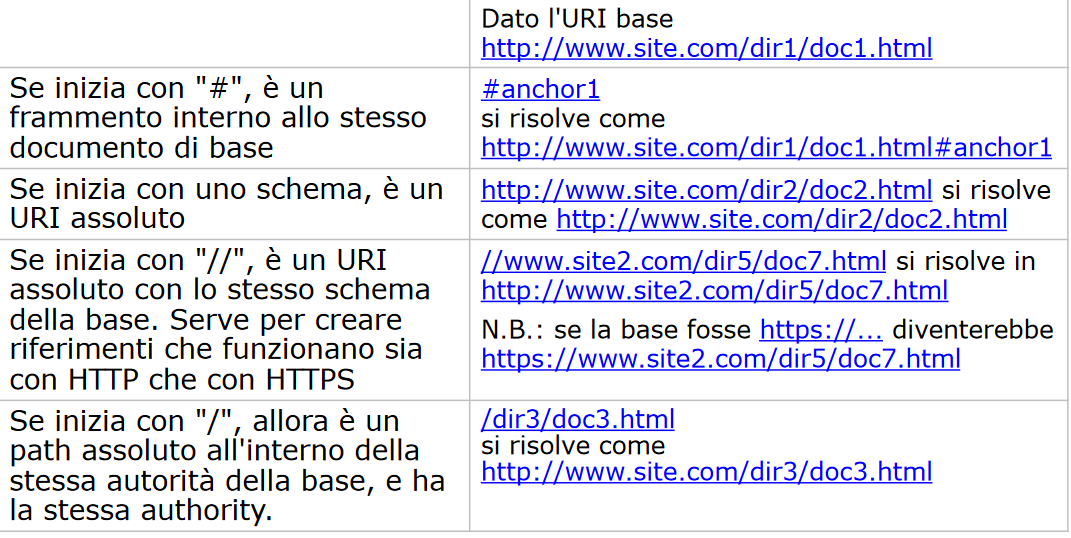 Dato l'URI base
http://www.site.com/dir1/doc1.html
Se inizia con "#", è un
frammento interno allo stesso
documento di base
#anchor1
si risolve come
http://www.site.com/dir1/doc1.html#anchor1
Se inizia con uno schema, è un
URI assoluto
http://www.site.com/dir2/doc2.html si risolve
come http://www.site.com/dir2/doc2.html
Se inizia con "//", è un URI
assoluto con lo stesso schema
della base. Serve per creare
riferimenti che funzionano sia
con HTTP che con HTTPS
//www.site2.com/dir5/doc7.html si risolve in
http://www.site2.com/dir5/doc7.html
N.B.: se la base fosse https://... diventerebbe
https://www.site2.com/dir5/doc7.html
Se inizia con "/", allora è un
path assoluto all'interno della
stessa autorità della base, e ha
la stessa authority.
/dir3/doc3.html
si risolve come
http://www.site.com/dir3/doc3.html